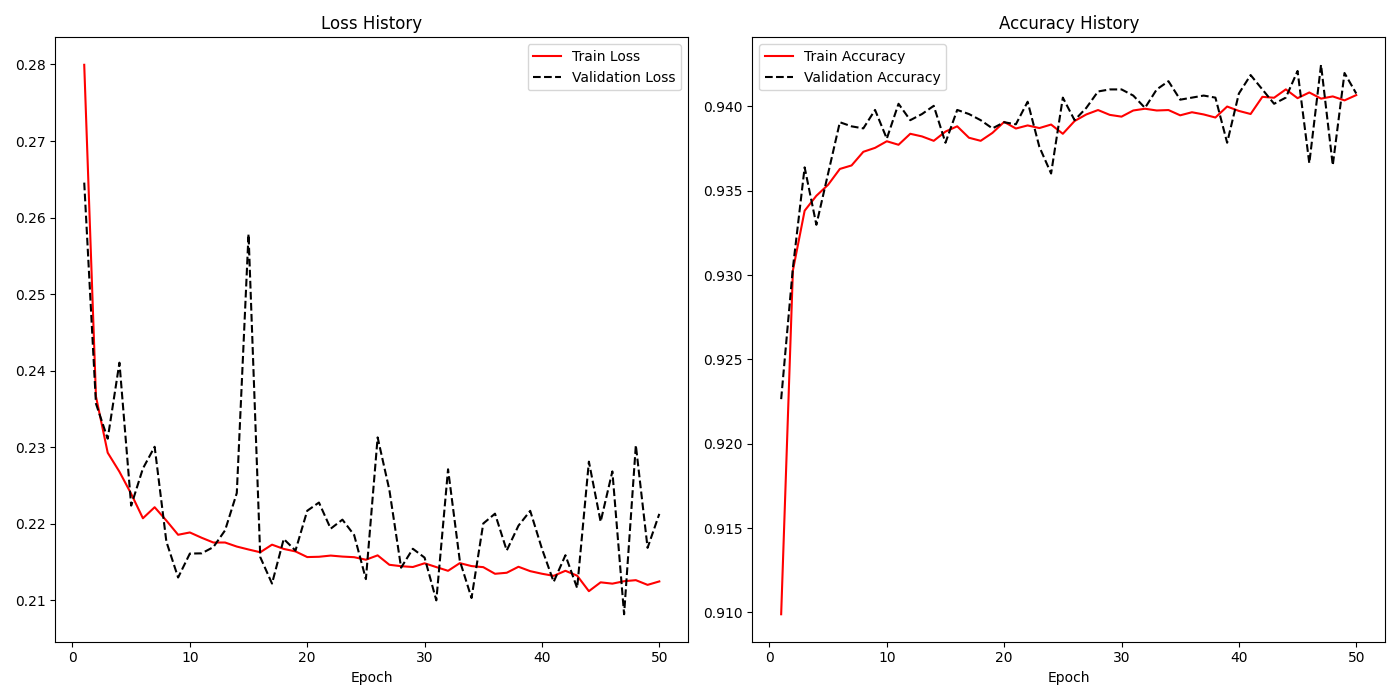 Loss History
Train Loss
Validation Loss
0.28
0.27
0.26
0.25
0.24
0.23
0.22
0.21
0 10 20 30 40 50
Epoch
Accuracy History
Train Accuracy
Validation Accuracy
0.940
0.935
0.930
0.925
0.920
0.915
0.910
0 10 20 30 40 50
Epoch